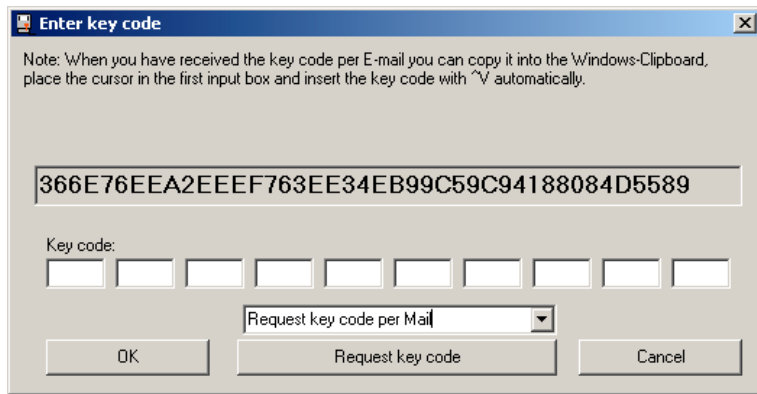 Enter key code
Note: When you have received the key code per E-mail you can copy it into the Windows-Clipboard,
place the cursor in the first input box and insert the key code with ^V automatically.
366E76EEA2EEEF763EE34EB99C59C94188084D5589
Key code:
Request key code per Mail
OK
Request key code
Cancel